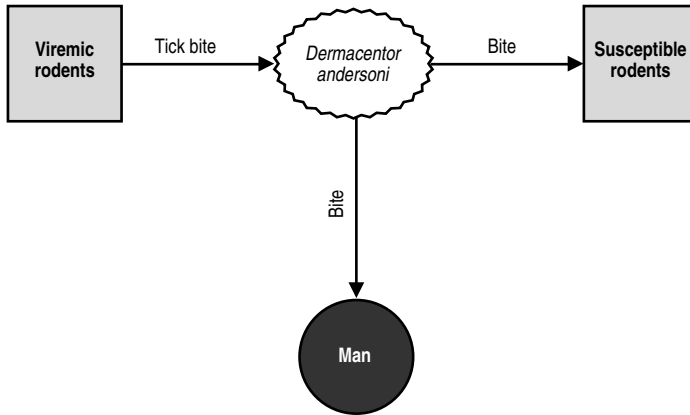 Viremic
rodents
Tick bite
Dermacentor
andersoni
Bite
Susceptible
rodents
Bite
Man